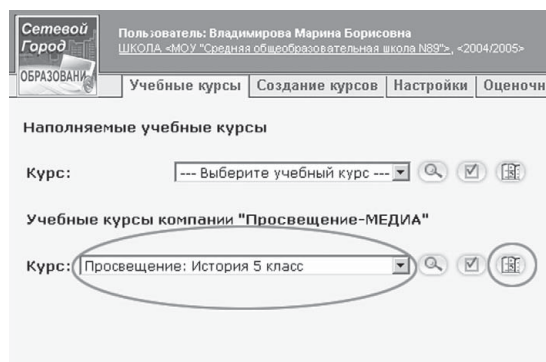 Сетевой
Город
ОБРАЗОВАНИ
Пользователь: Владимирова Марина Борисовна
ШКОЛА <МОУ "Средняя общеобразовательная школа N89">, <2004/2005>
Учебные курсы Создание курсов Настройки Оценочн
Наполняемые учебные курсы
Курс: --- Выберите учебный курс ---
Учебные курсы компании "Просвещение-МЕДИА"
Курс: Просвещение: История 5 класс